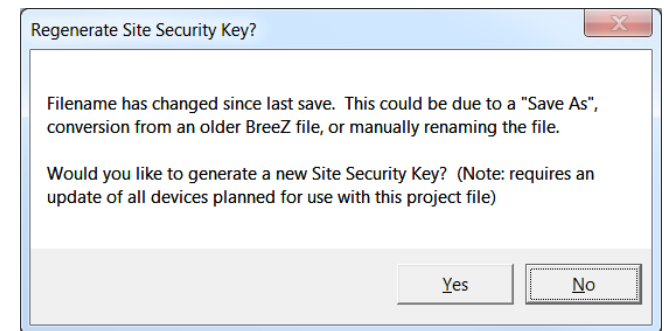 Regenerate Site Security Key?
Filename has changed since last save. This could be due to a "Save As",
conversion from an older BreeZ file, or manually renaming the file.
Would you like to generate a new Site Security Key? (Note: requires an
update of all devices planned for use with this project file)
Yes
No